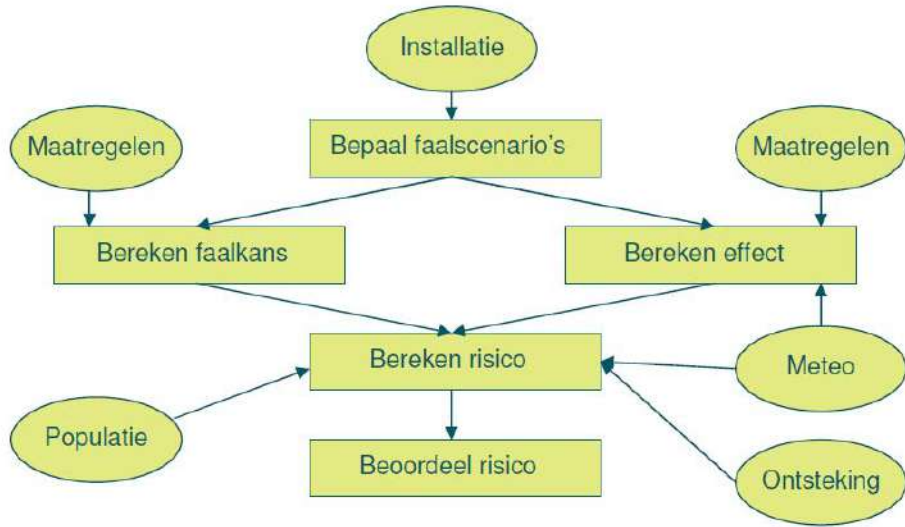 Installatie
Maatregelen
Bepaal faalscenario's
Maatregelen
Bereken faalkans
Bereken effect
Bereken risico
Meteo
Populatie
Beoordeel risico
Ontsteking